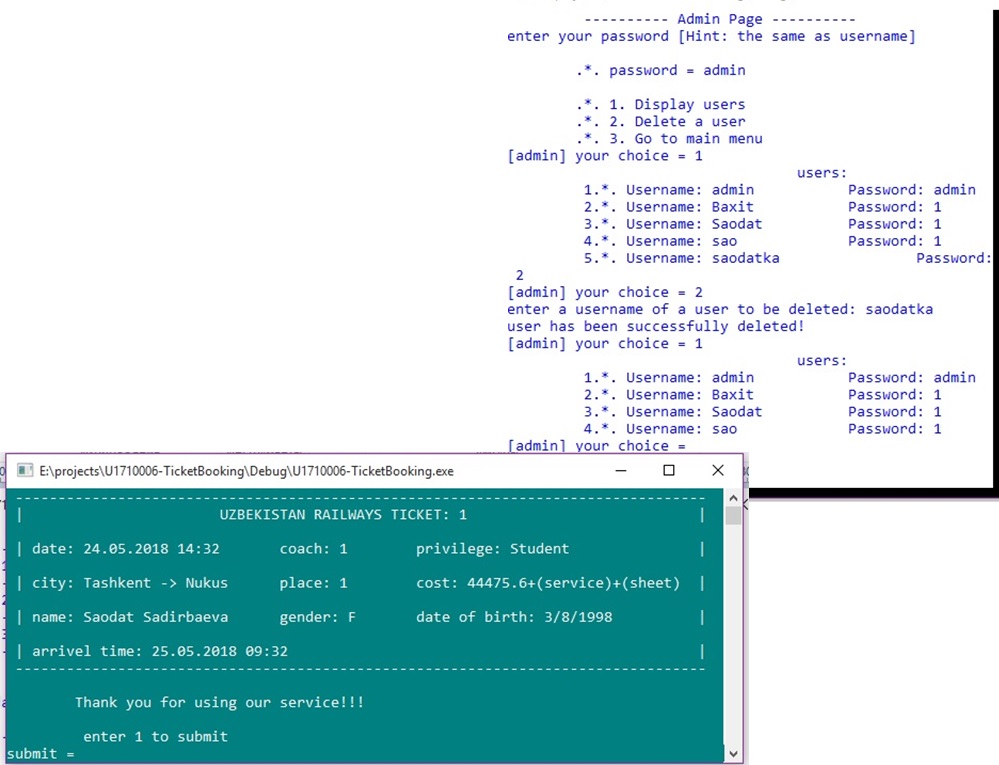 ---------- Admin Page ----------
enter your password [Hint: the same as username]
.*. password = admin
.*. 1. Display users
.*. 2. Delete a user
.*. 3. Go to main menu
[admin] your choice = 1
users:
1.*. Username: admin Password: admin
2.*. Username: Baxit Password: 1
3.*. Username: Saodat Password: 1
4.*. Username: sao Password: 1
5.*. Username: saodatka Password:
2
[admin] your choice = 2
enter a username of a user to be deleted: saodatka
user has been successfully deleted!
[admin] your choice = 1
users:
1.*. Username: admin Password: admin
2.*. Username: Baxit Password: 1
3.*. Username: Saodat Password: 1
4.*. Username: sao Password: 1
[admin] your choice =
E:\projects\U1710006-TicketBooking\Debug\U1710006-TicketBooking.exe
| UZBEKISTAN RAILWAYS TICKET: 1 |
| date: 24.05.2018 14:32 coach: 1 privilege: Student |
| city: Tashkent -> Nukus place: 1 cost: 44475.6+(service)+(sheet) |
| name: Saodat Sadirbaeva gender: F date of birth: 3/8/1998 |
| arrivel time: 25.05.2018 09:32 |
Thank you for using our service!!!
enter 1 to submit
submit =